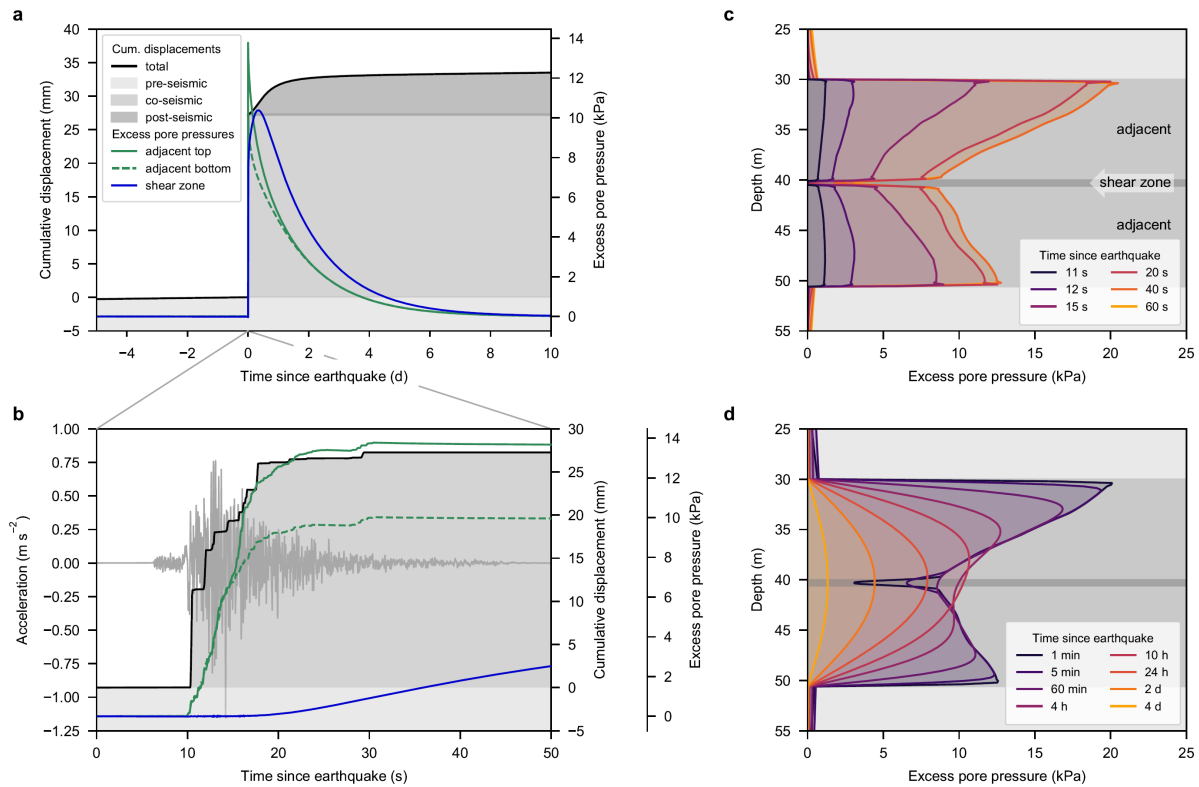 a
40
35
30
25
20
15
10
5
0
−5
Cumulative displacement (mm)
Cum. displacements
total
pre-seismic
co-seismic
post-seismic
Excess pore pressures
adjacent top
adjacent bottom
shear zone
14
12
10
8
6
4
2
0
Excess pore pressure (kPa)
−4 −2 0 2 4 6 8 10
Time since earthquake (d)
b
1.00
0.75
0.50
0.25
0.00
−0.25
−0.50
−0.75
−1.00
−1.25
Acceleration (m s⁻²)
30
25
20
15
10
5
0
−5
Cumulative displacement (mm)
14
12
10
8
6
4
2
0
Excess pore pressure (kPa)
0 10 20 30 40 50
Time since earthquake (s)
c
25
30
35
40
45
50
55
Depth (m)
adjacent
shear zone
adjacent
Time since earthquake
11 s 20 s
12 s 40 s
15 s 60 s
0 5 10 15 20 25
Excess pore pressure (kPa)
d
25
30
35
40
45
50
55
Depth (m)
Time since earthquake
1 min 10 h
5 min 24 h
60 min 2 d
4 h 4 d
0 5 10 15 20 25
Excess pore pressure (kPa)